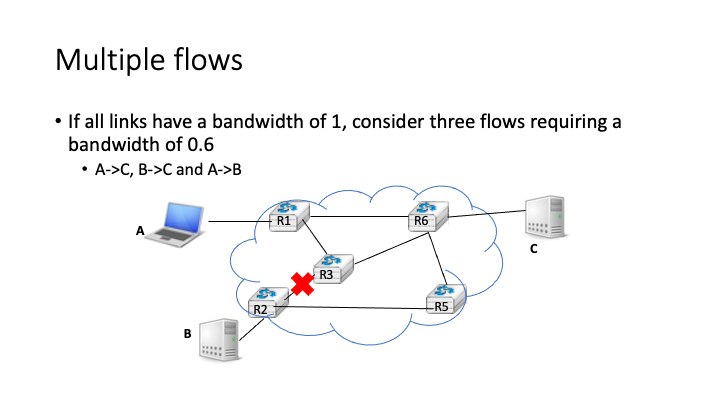 Multiple flows
• If all links have a bandwidth of 1, consider three flows requiring a
bandwidth of 0.6
• A->C, B->C and A->B
A
R1
R6
C
R3
R2
R5
B